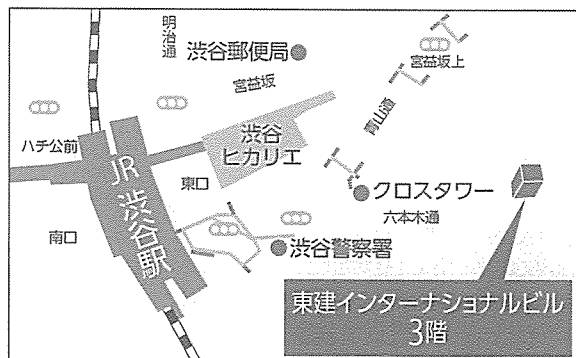 明治通
渋谷郵便局
宮益坂上
宮益坂
青山通
ハチ公前
渋谷
ヒカリエ
JR 渋谷駅
東口
クロスタワー
六本木通
南口
渋谷警察署
東建インターナショナルビル
3階